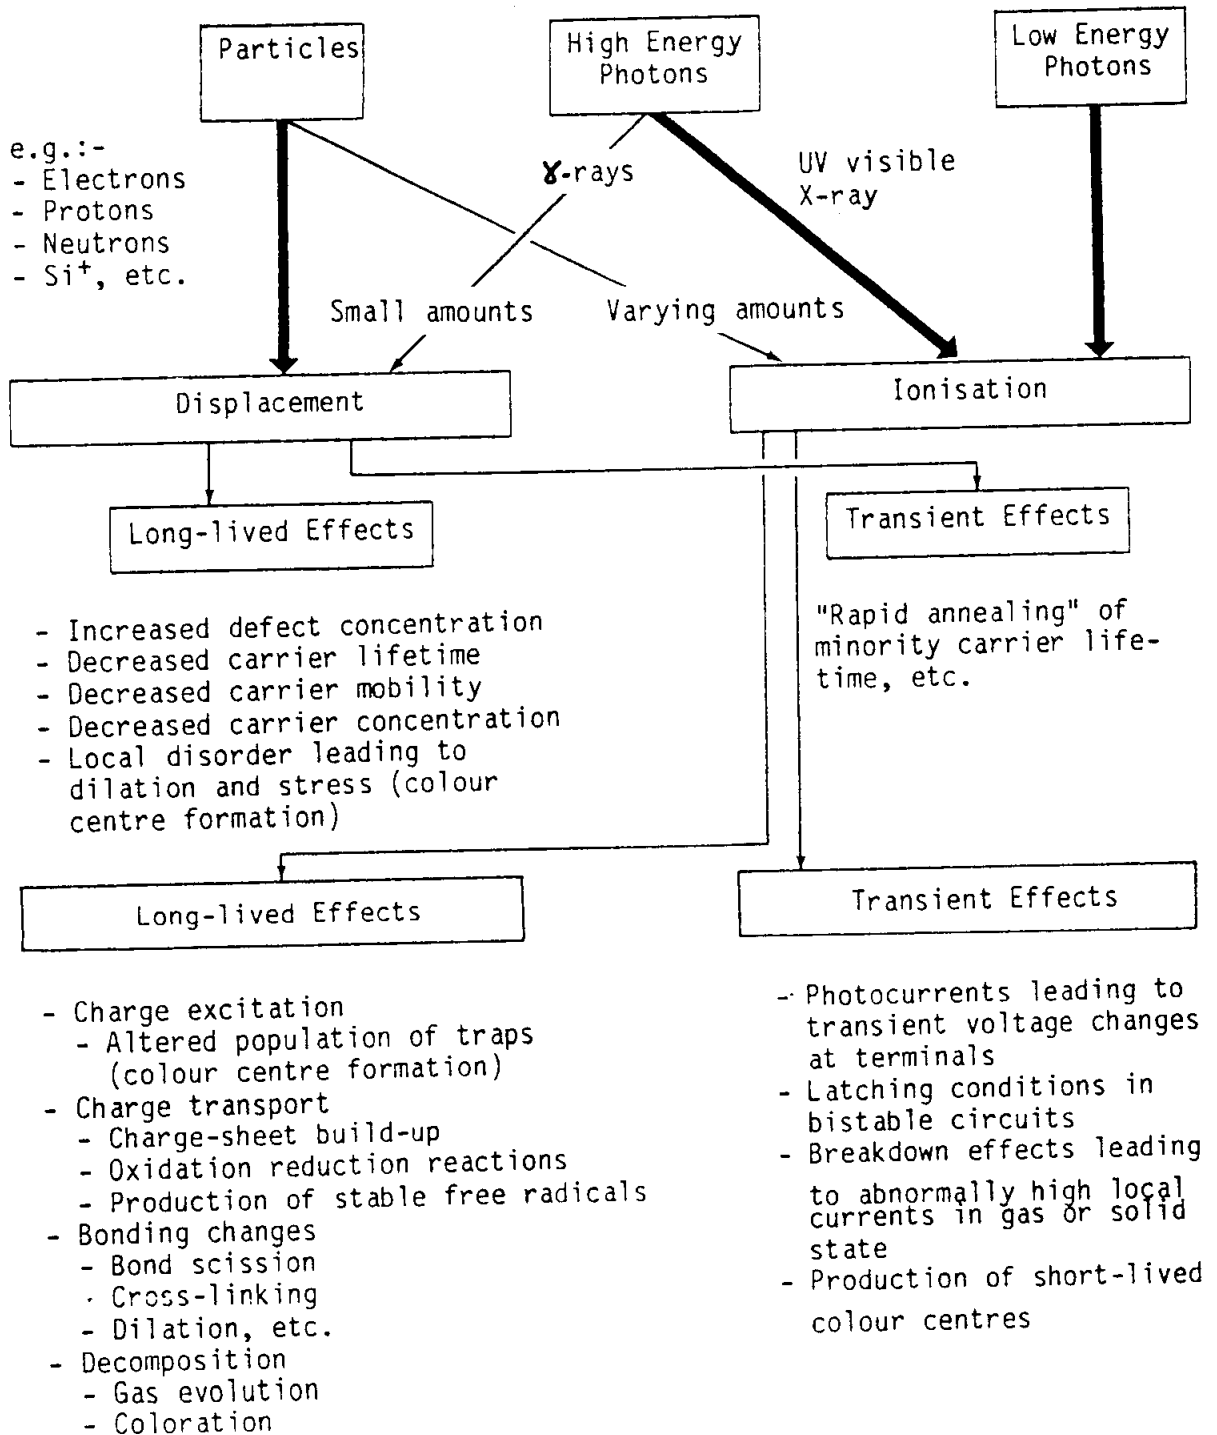 Particles
High Energy
Photons
Low Energy
Photons
e.g.:-
- Electrons
- Protons
- Neutrons
- Si⁺, etc.
γ-rays
UV visible
X-ray
Small amounts
Varying amounts
Displacement
Ionisation
Long-lived Effects
Transient Effects
- Increased defect concentration
- Decreased carrier lifetime
- Decreased carrier mobility
- Decreased carrier concentration
- Local disorder leading to
dilation and stress (colour
centre formation)
"Rapid annealing" of
minority carrier life-
time, etc.
Long-lived Effects
Transient Effects
- Charge excitation
- Altered population of traps
(colour centre formation)
- Charge transport
- Charge-sheet build-up
- Oxidation reduction reactions
- Production of stable free radicals
- Bonding changes
- Bond scission
- Cross-linking
- Dilation, etc.
- Decomposition
- Gas evolution
- Coloration
- Photocurrents leading to
transient voltage changes
at terminals
- Latching conditions in
bistable circuits
- Breakdown effects leading
to abnormally high local
currents in gas or solid
state
- Production of short-lived
colour centres